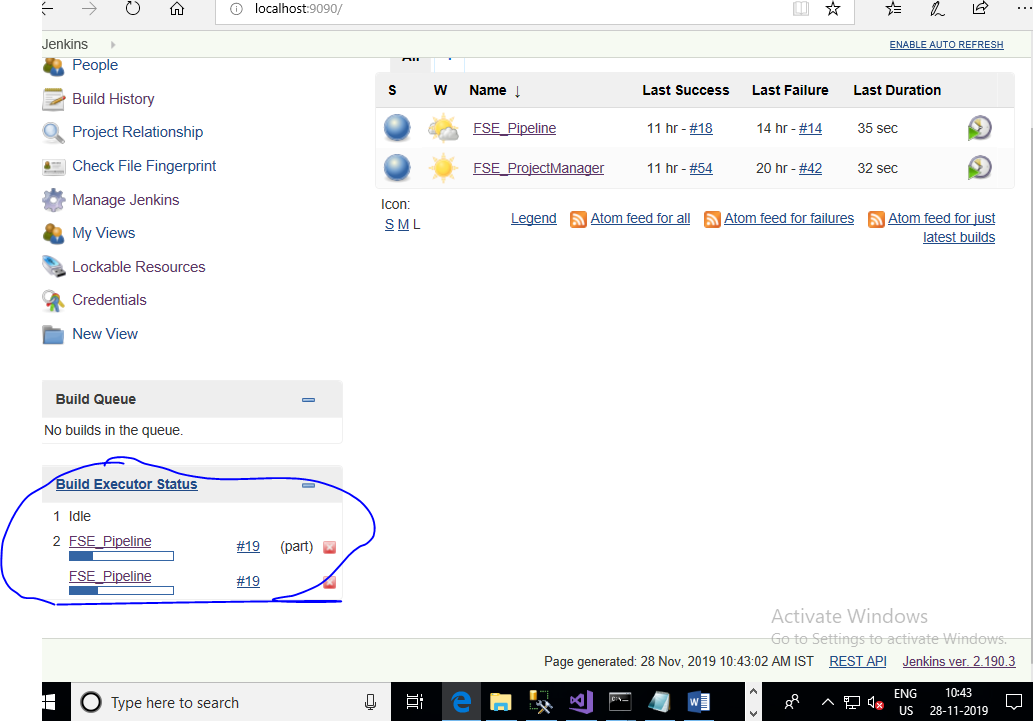 localhost:9090/
Jenkins
ENABLE AUTO REFRESH
People
Build History
Project Relationship
Check File Fingerprint
Manage Jenkins
My Views
Lockable Resources
Credentials
New View
All +
S W Name ↓ Last Success Last Failure Last Duration
FSE_Pipeline 11 hr - #18 14 hr - #14 35 sec
FSE_ProjectManager 11 hr - #54 20 hr - #42 32 sec
Icon:
S M L
Legend Atom feed for all Atom feed for failures Atom feed for just
latest builds
Build Queue
No builds in the queue.
Build Executor Status
1 Idle
2 FSE_Pipeline #19 (part)
FSE_Pipeline #19
Activate Windows
Go to Settings to activate Windows.
Page generated: 28 Nov, 2019 10:43:02 AM IST REST API Jenkins ver. 2.190.3
Type here to search
ENG
US
10:43
28-11-2019